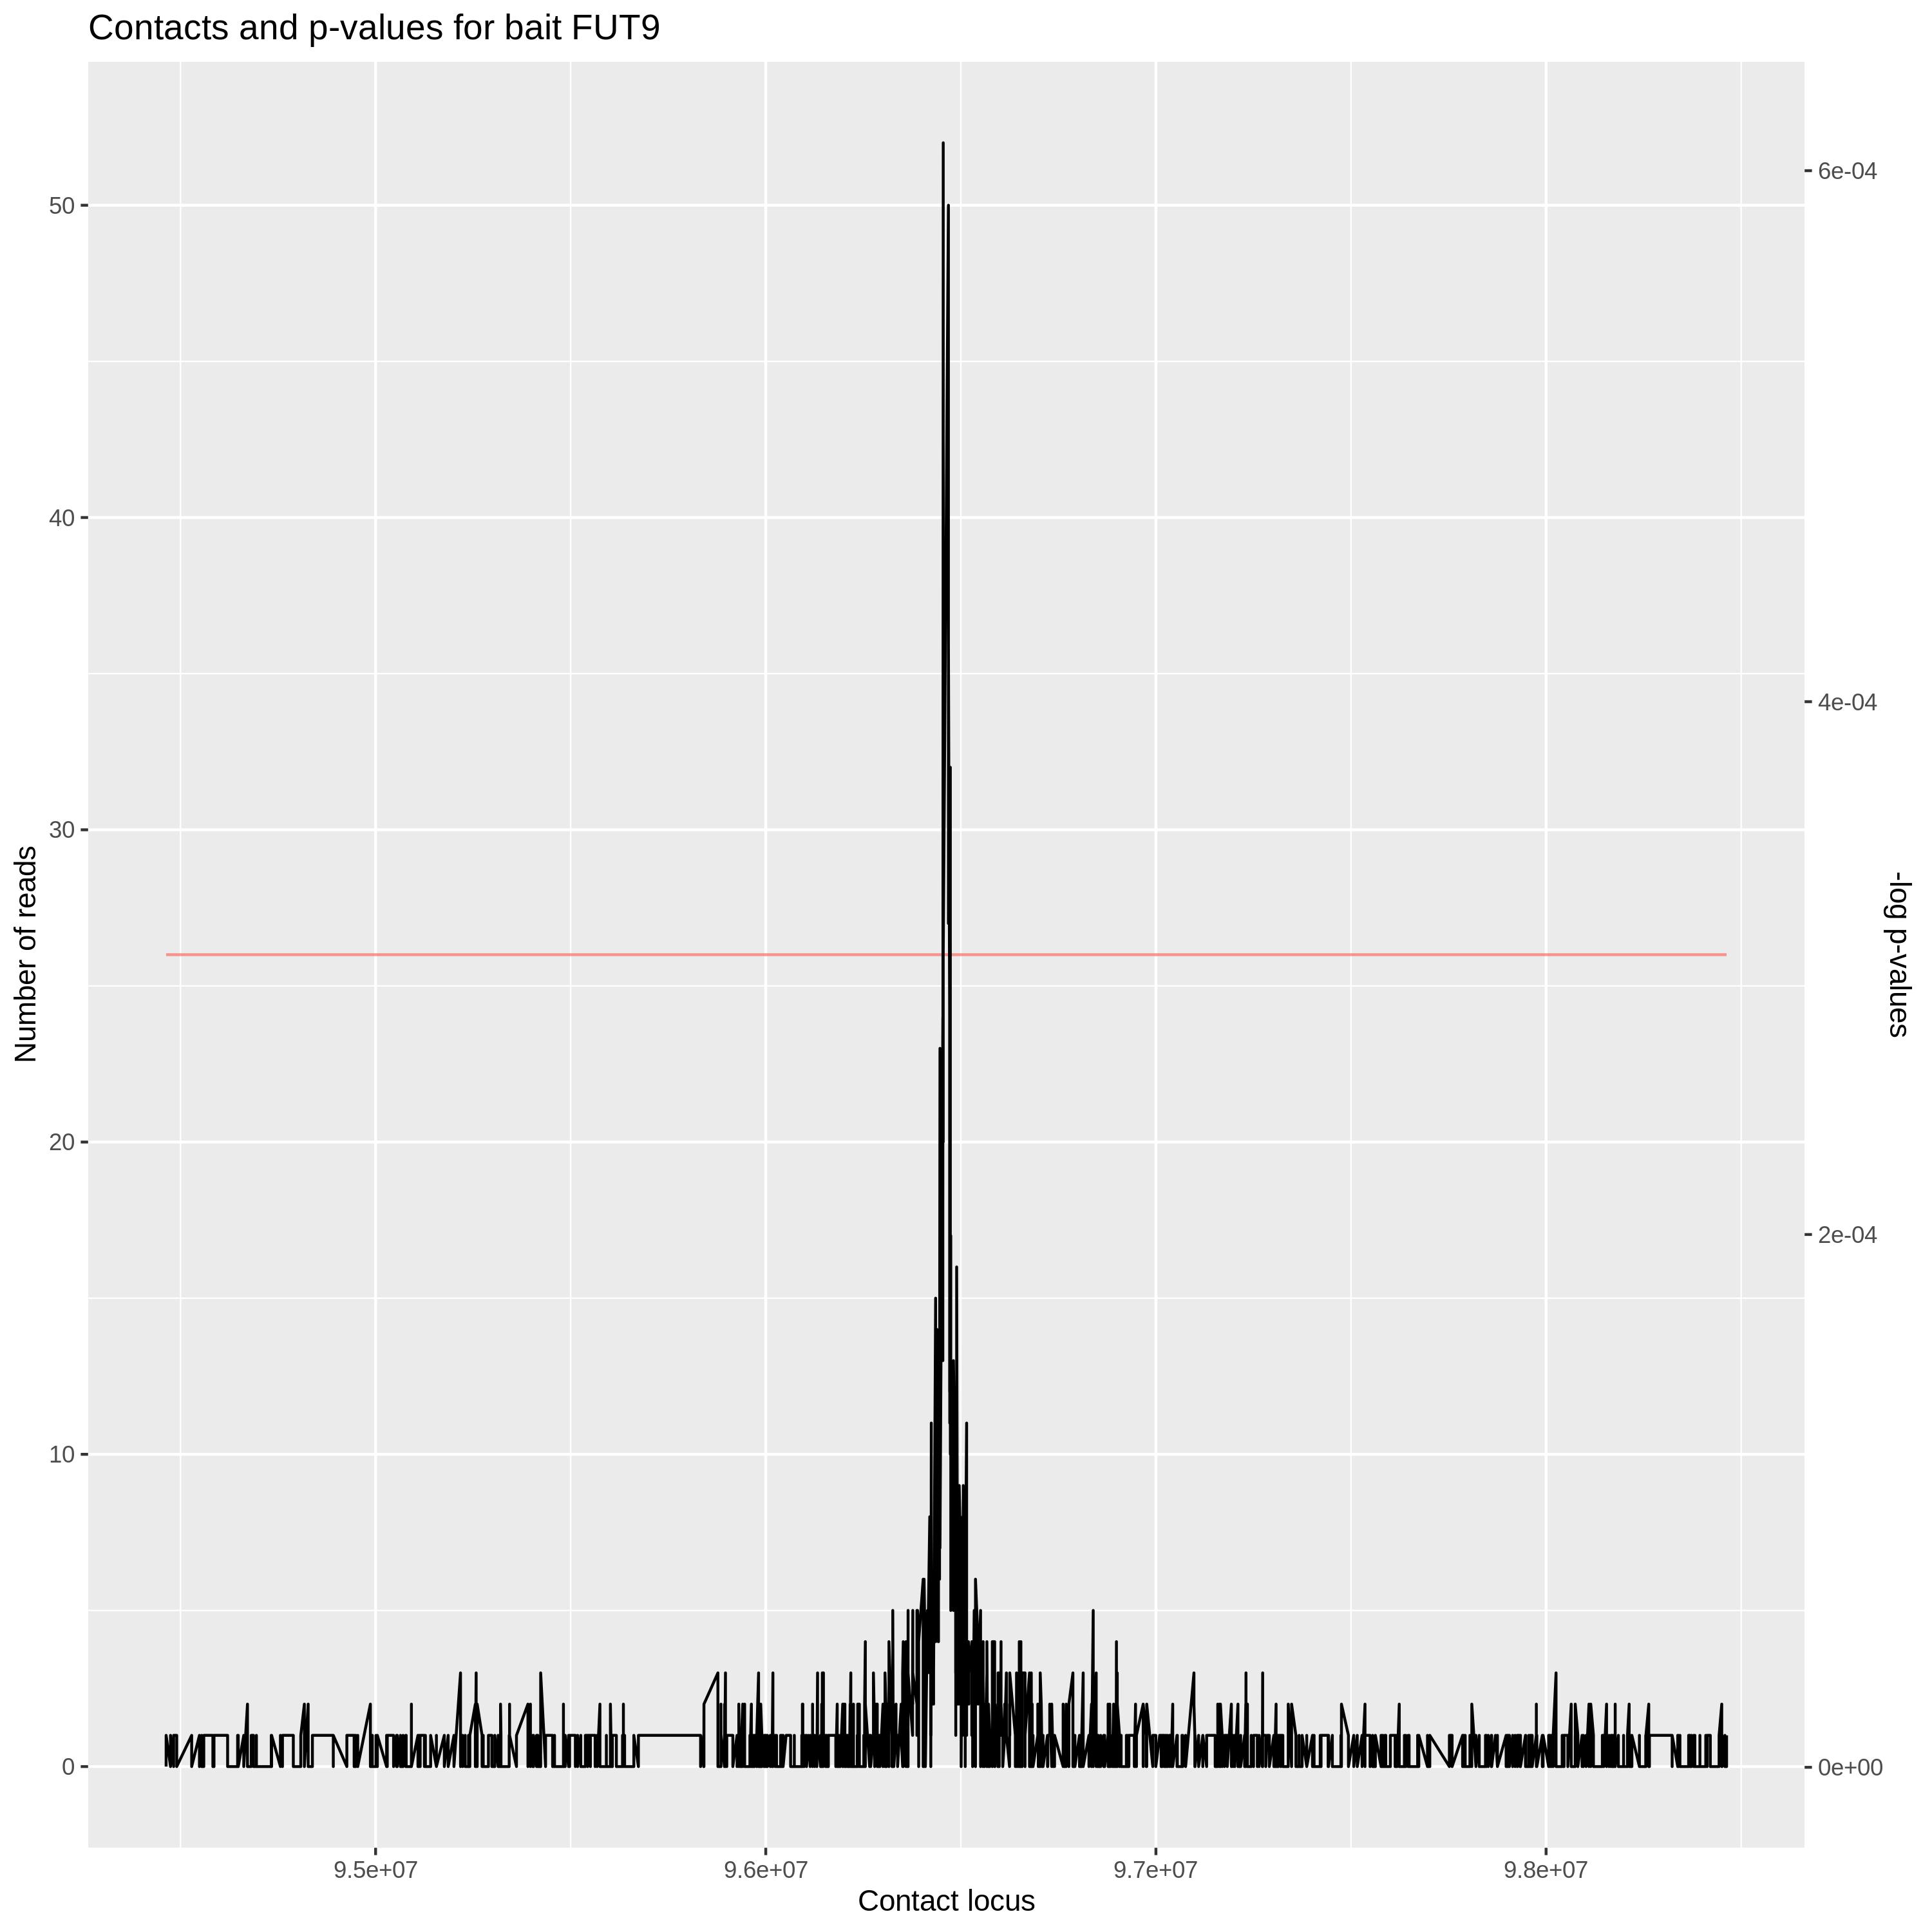 Contacts and p-values for bait FUT9
50
40
30
20
10
0
Number of reads
6e-04
4e-04
2e-04
0e+00
-log p-values
9.5e+07
9.6e+07
9.7e+07
9.8e+07
Contact locus